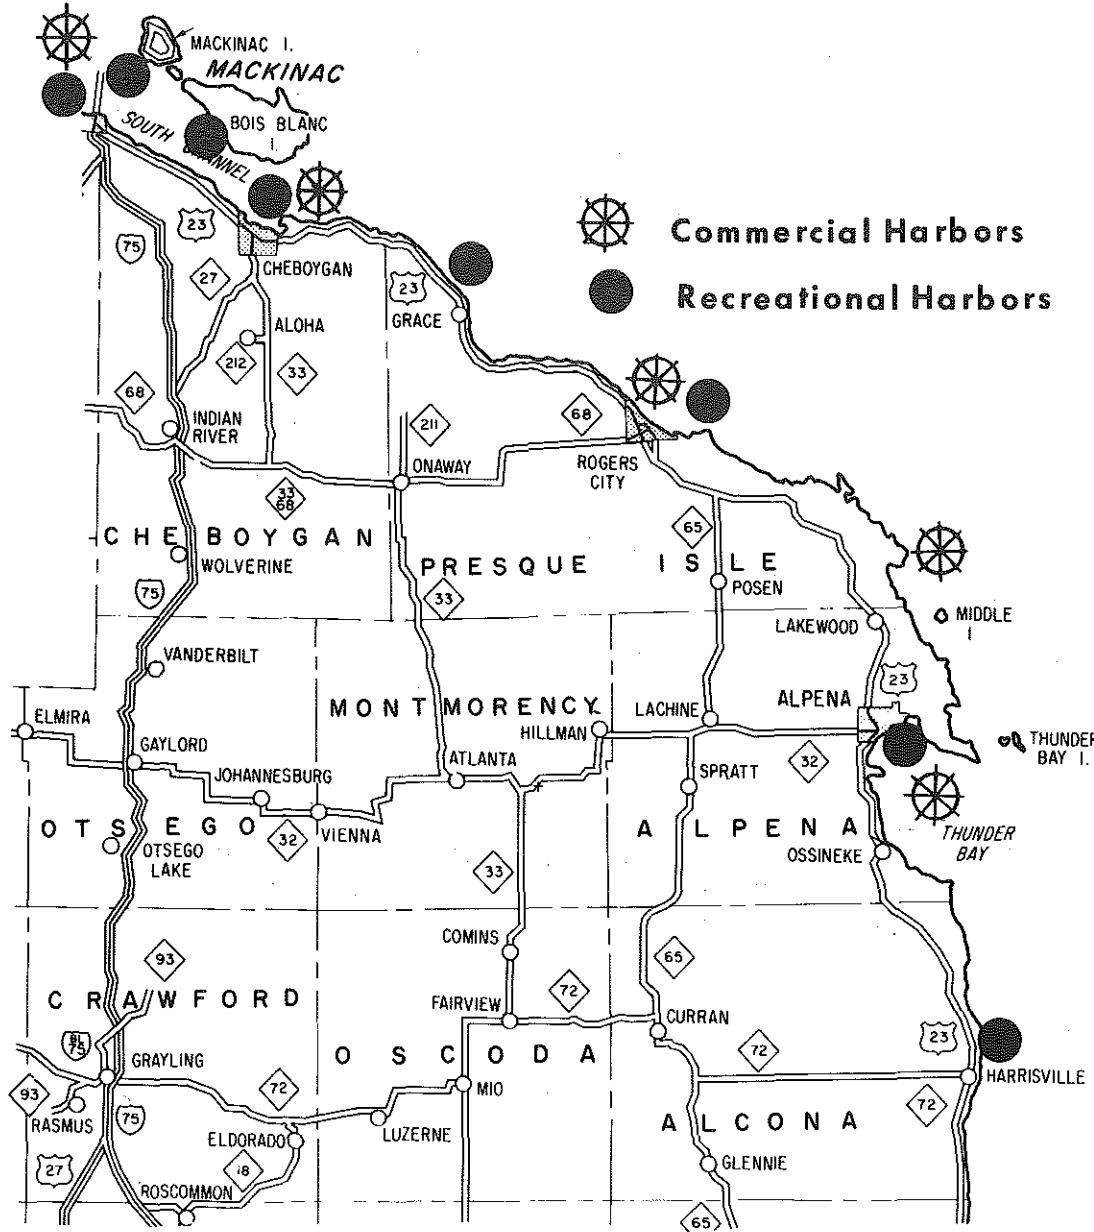 MACKINAC I.
MACKINAC
SOUTH
NNEL
BOIS BLANC
I.
23
75
27
CHEBOYGAN
23
GRACE
Commercial Harbors
Recreational Harbors
ALOHA
212
33
68
INDIAN
RIVER
211
68
ONAWAY
ROGERS
CITY
33
68
CHEBOYGAN
65
WOLVERINE
PRESQUE ISLE
75
33
POSEN
LAKEWOOD
MIDDLE
I
VANDERBILT
23
ELMIRA
MONTMORENCY
LACHINE
ALPENA
HILLMAN
GAYLORD
JOHANNESBURG
ATLANTA
SPRATT
32
THUNDER
BAY I.
OTSEGO
32
VIENNA
ALPENA
THUNDER
BAY
OTSEGO
LAKE
33
OSSINEKE
COMINS
93
65
CRAWFORD
FAIRVIEW
72
CURRAN
BL
75
OSCODA
72
23
GRAYLING
72
MIO
HARRISVILLE
93
RASMUS
75
LUZERNE
72
ELDORADO
ALCONA
27
18
GLENNIE
ROSCOMMON
65